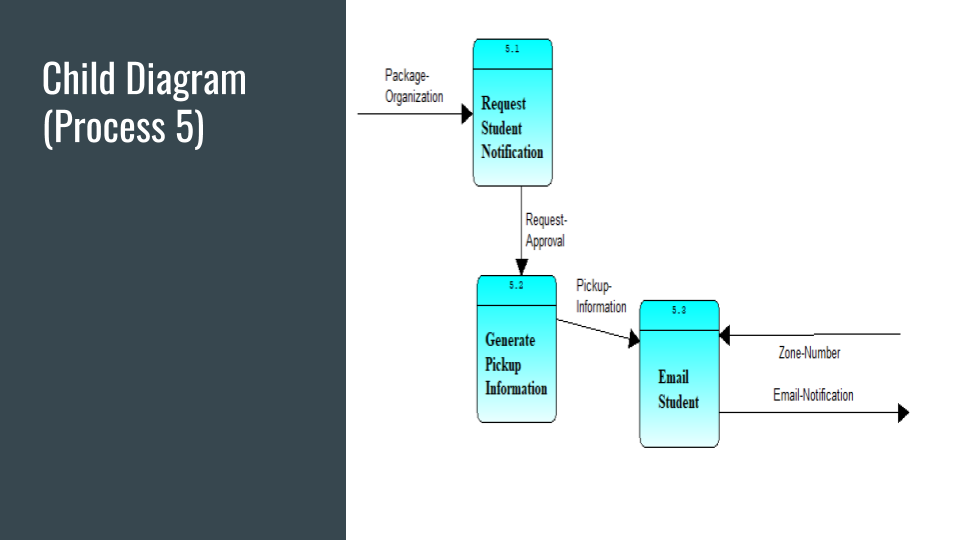 Child Diagram
(Process 5)
5.1
Package-
Organization
Request
Student
Notification
Request-
Approval
5.2
Pickup-
Information
Generate
Pickup
Information
5.3
Zone-Number
Email
Student
Email-Notification